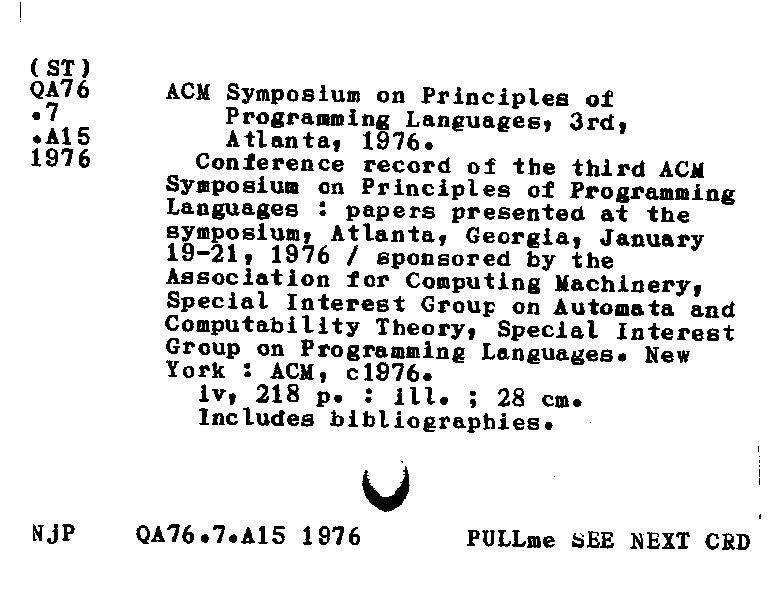 (ST)
QA76
.7
.A15
1976
ACM Symposium on Principles of
Programming Languages, 3rd,
Atlanta, 1976.
Conference record of the third ACM
Symposium on Principles of Programming
Languages : papers presented at the
symposium, Atlanta, Georgia, January
19-21, 1976 / sponsored by the
Association for Computing Machinery,
Special Interest Group on Automata and
Computability Theory, Special Interest
Group on Programming Languages. New
York : ACM, c1976.
iv, 218 p. : ill. ; 28 cm.
Includes bibliographies.
NjP QA76.7.A15 1976 PULLme SEE NEXT CRD